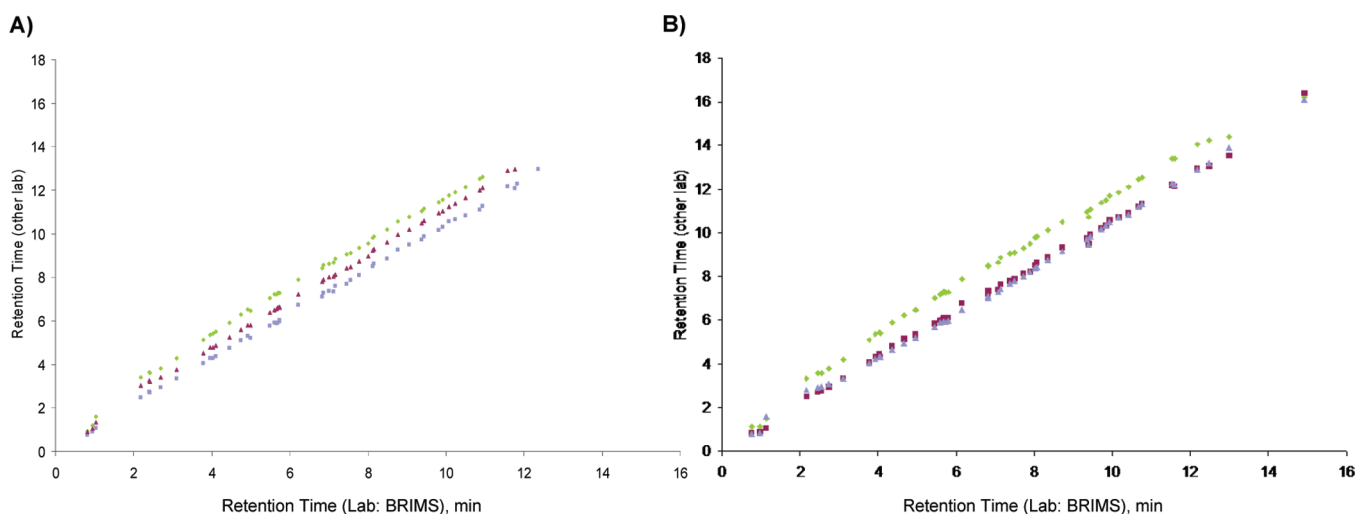 A)
18
16
14
12
10
8
6
4
2
0
Retention Time (other lab)
0 2 4 6 8 10 12 14 16
Retention Time (Lab: BRIMS), min
B)
18
16
14
12
10
8
6
4
2
0
Retention Time (other lab)
0 2 4 6 8 10 12 14 16
Retention Time (Lab: BRIMS), min